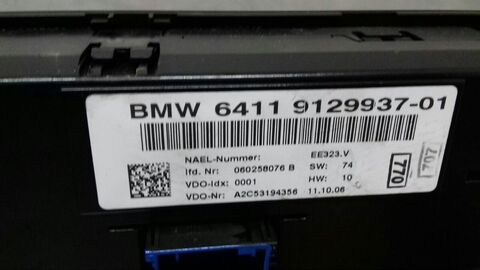 BMW 6411 9129937-01
NAEL-Nummer: EE323.V
lfd. Nr: 060258076 B SW: 74
VDO-Idx: 0001 HW: 10
VDO-Nr: A2C53194356 11.10.06
770
707